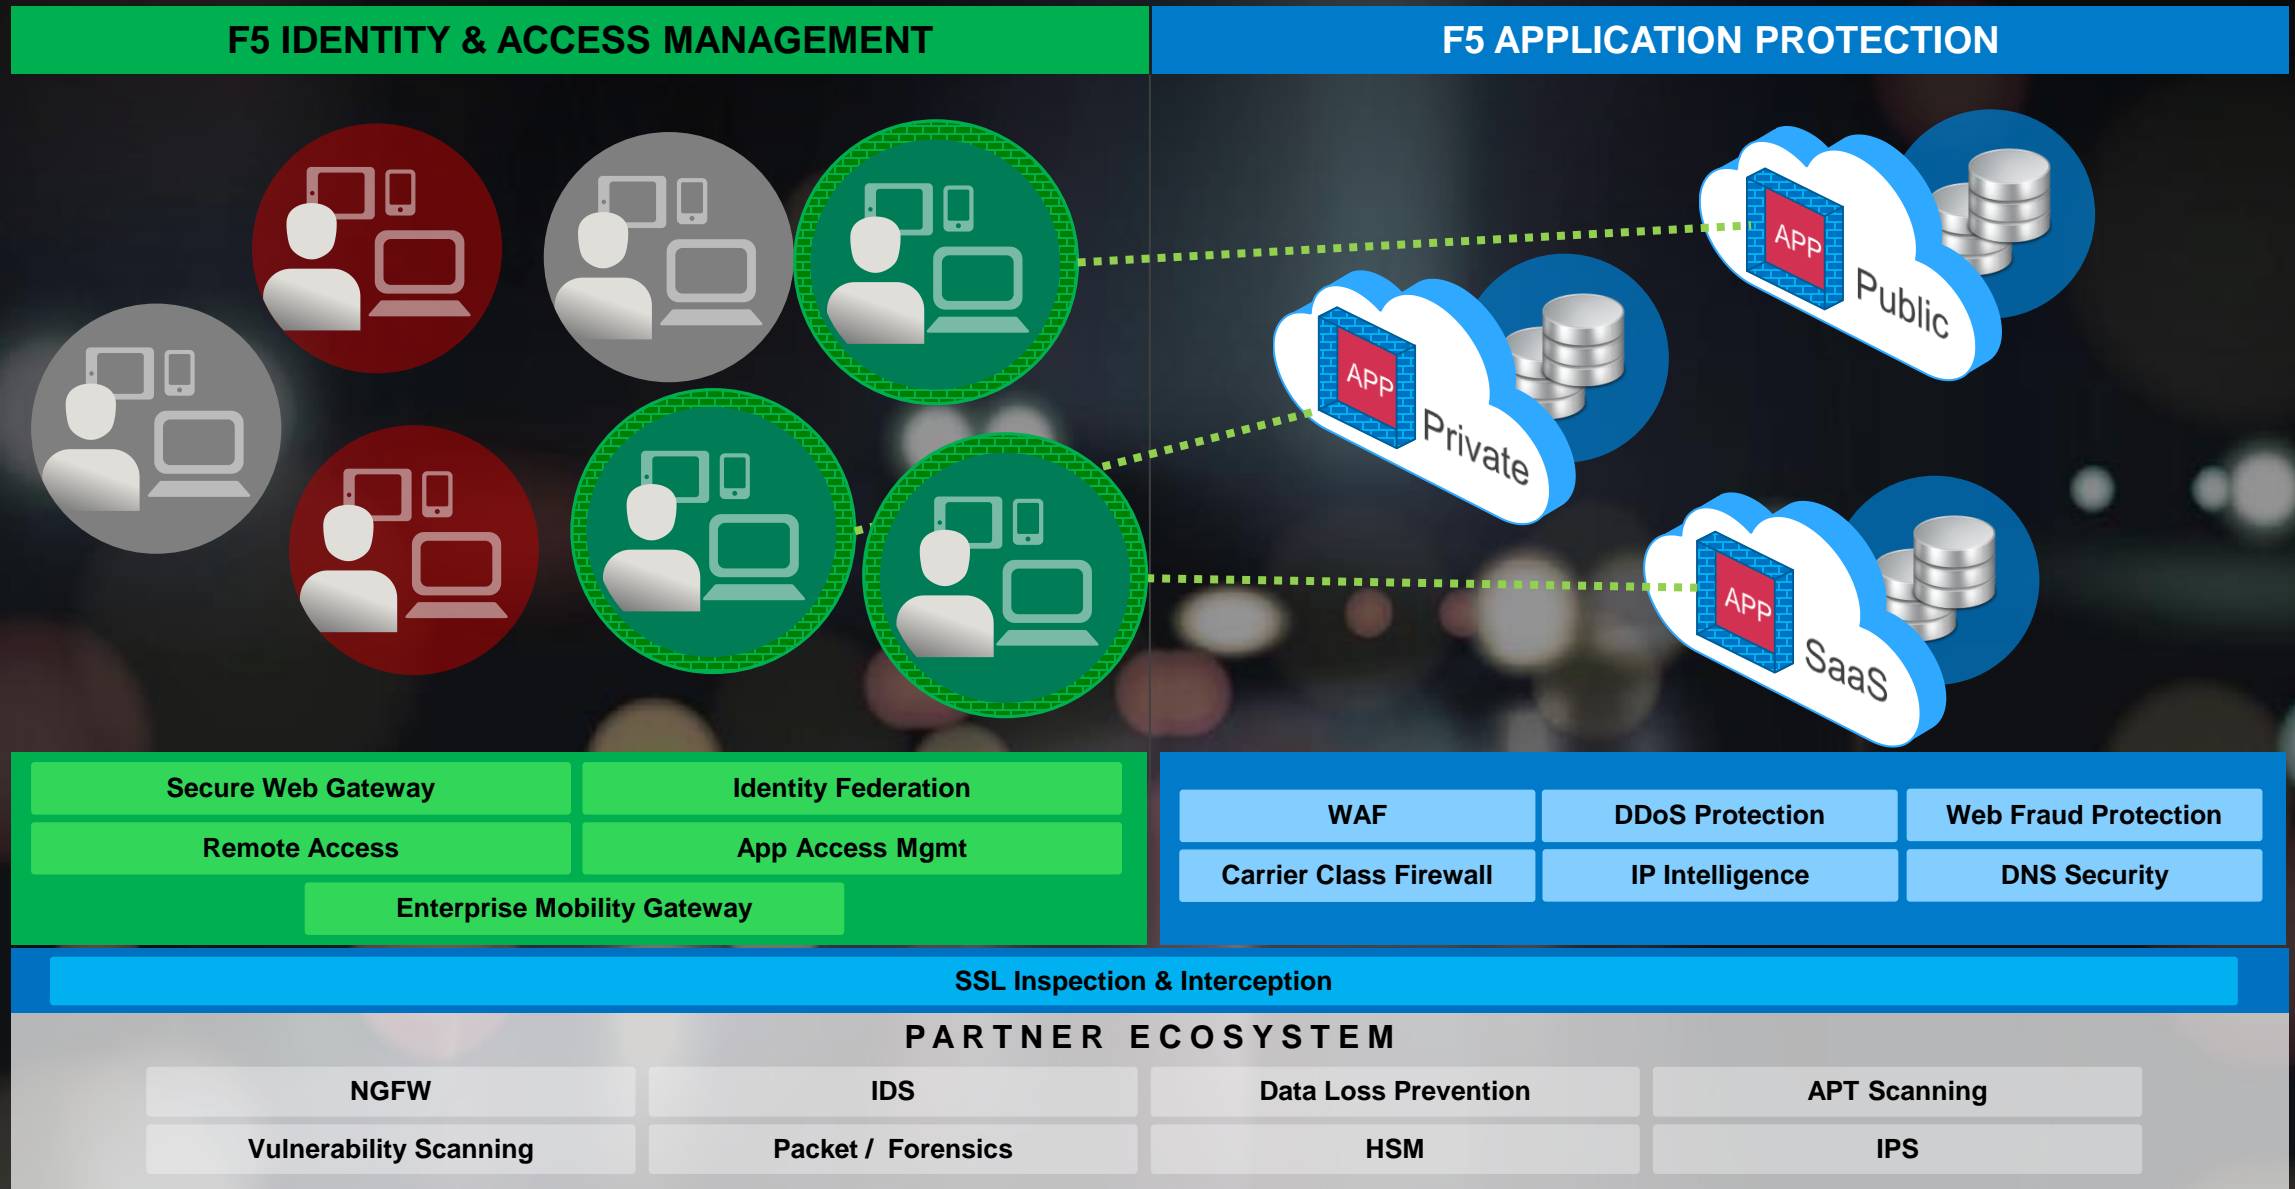 F5 IDENTITY & ACCESS MANAGEMENT
F5 APPLICATION PROTECTION
APP
Public
APP
Private
APP
SaaS
Secure Web Gateway
Identity Federation
Remote Access
App Access Mgmt
Enterprise Mobility Gateway
WAF
DDoS Protection
Web Fraud Protection
Carrier Class Firewall
IP Intelligence
DNS Security
SSL Inspection & Interception
PARTNER ECOSYSTEM
NGFW
IDS
Data Loss Prevention
APT Scanning
Vulnerability Scanning
Packet / Forensics
HSM
IPS